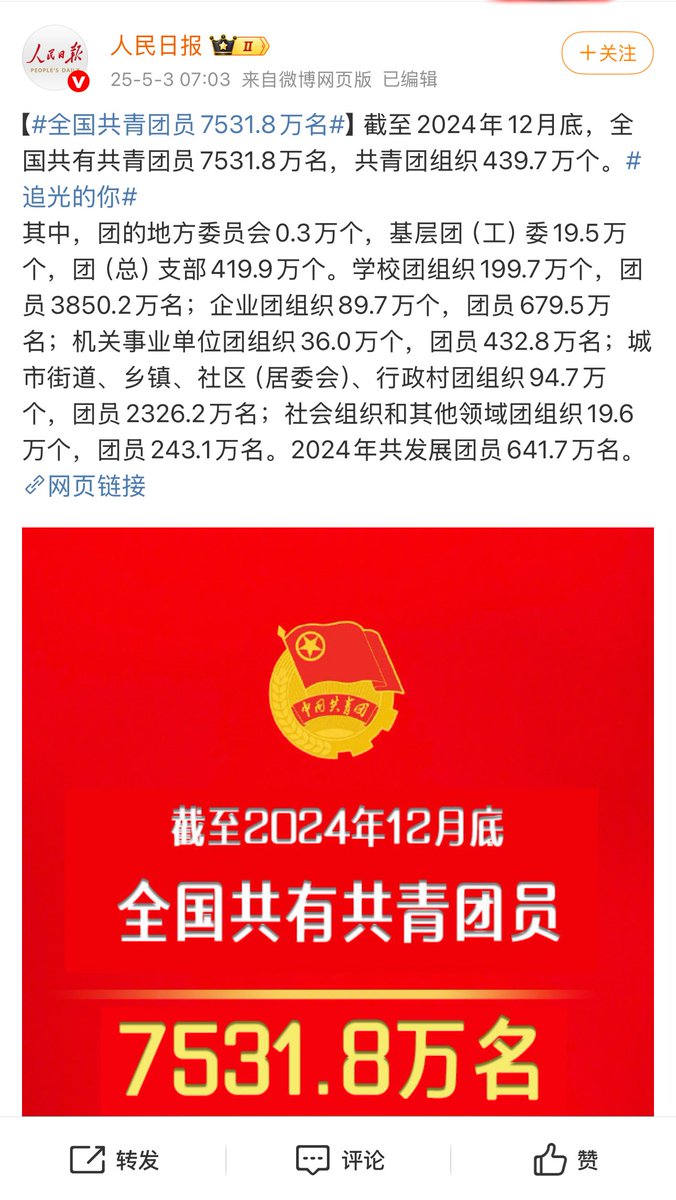 人民日报
PEOPLE'S DAILY
人民日报 II
＋关注
25-5-3 07:03 来自微博网页版 已编辑
【#全国共青团员7531.8万名#】截至2024年12月底，全
国共有共青团员7531.8万名，共青团组织439.7万个。#
追光的你#
其中，团的地方委员会0.3万个，基层团（工）委19.5万
个，团（总）支部419.9万个。学校团组织199.7万个，团
员3850.2万名；企业团组织89.7万个，团员679.5万
名；机关事业单位团组织36.0万个，团员432.8万名；城
市街道、乡镇、社区（居委会）、行政村团组织94.7万
个，团员2326.2万名；社会组织和其他领域团组织19.6
万个，团员243.1万名。2024年共发展团员641.7万名。
网页链接
中国共青团
截至2024年12月底
全国共有共青团员
7531.8万名
转发 评论 赞